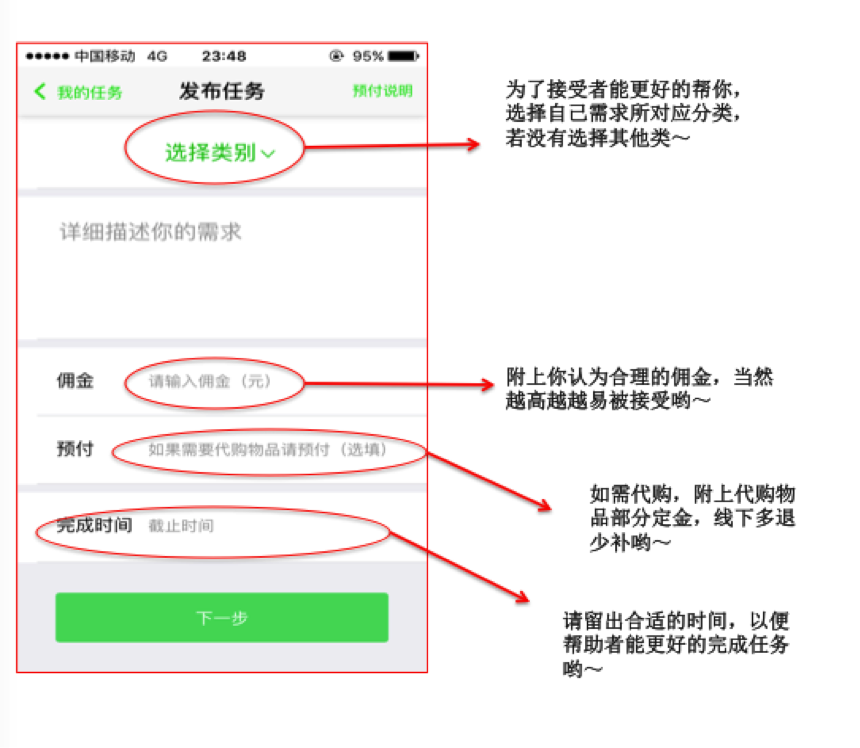 中国移动 4G 23:48 95%
我的任务 发布任务 预付说明
选择类别
为了接受者能更好的帮你，
选择自己需求所对应分类，
若没有选择其他类～
详细描述你的需求
佣金 请输入佣金（元）
附上你认为合理的佣金，当然
越高越越易被接受哟～
预付 如果需要代购物品请预付（选填）
如需代购，附上代购物
品部分定金，线下多退
少补哟～
完成时间 截止时间
下一步
请留出合适的时间，以便
帮助者能更好的完成任务
哟～